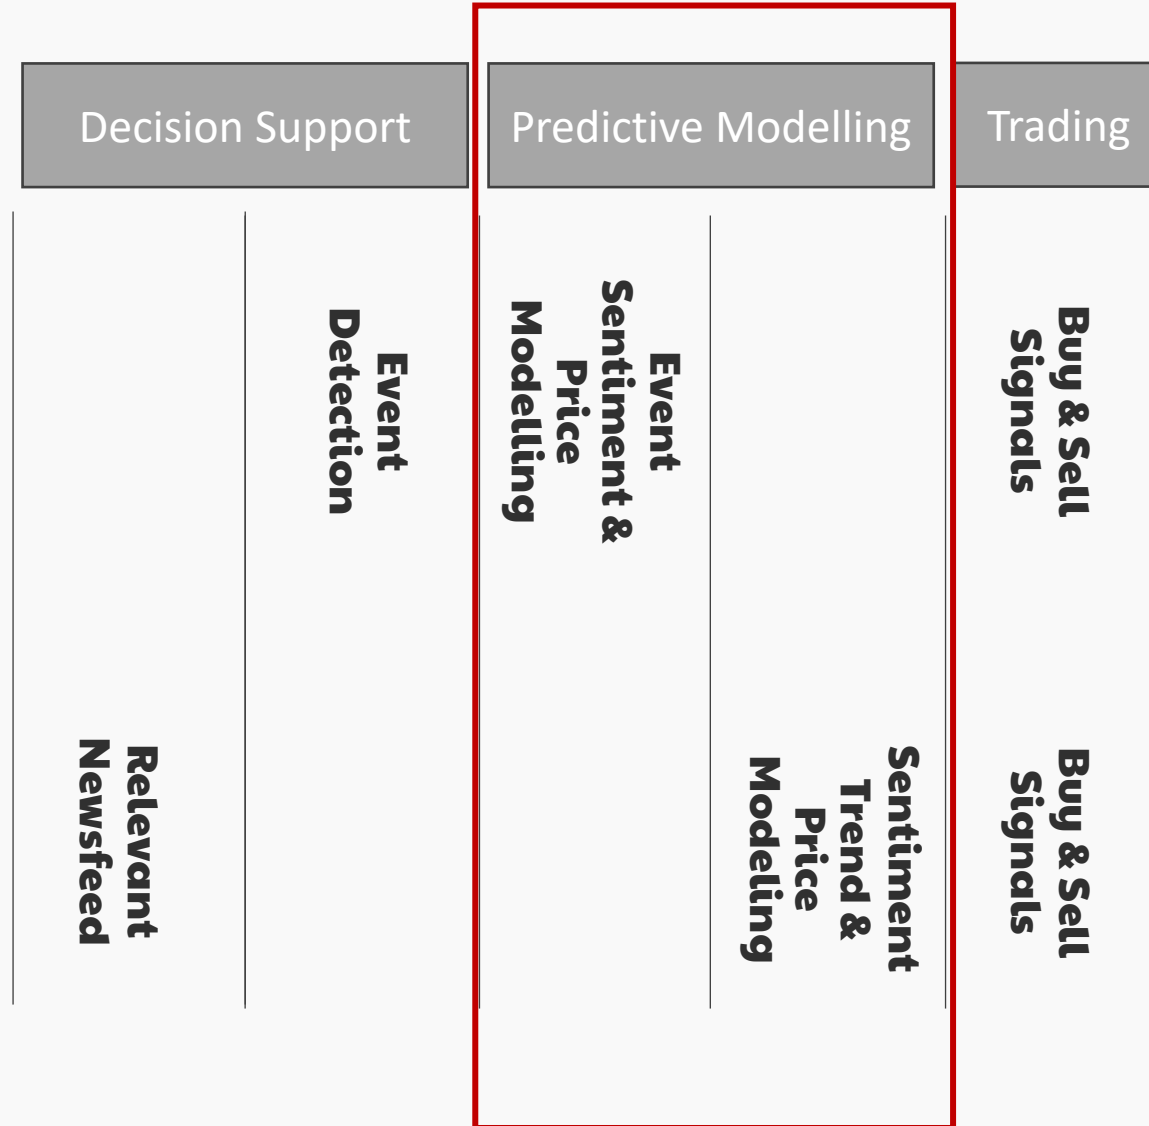 Decision Support
Predictive Modelling
Trading
Event
Detection
Event
Sentiment &
Price
Modelling
Buy & Sell
Signals
Relevant
Newsfeed
Sentiment
Trend &
Price
Modeling
Buy & Sell
Signals